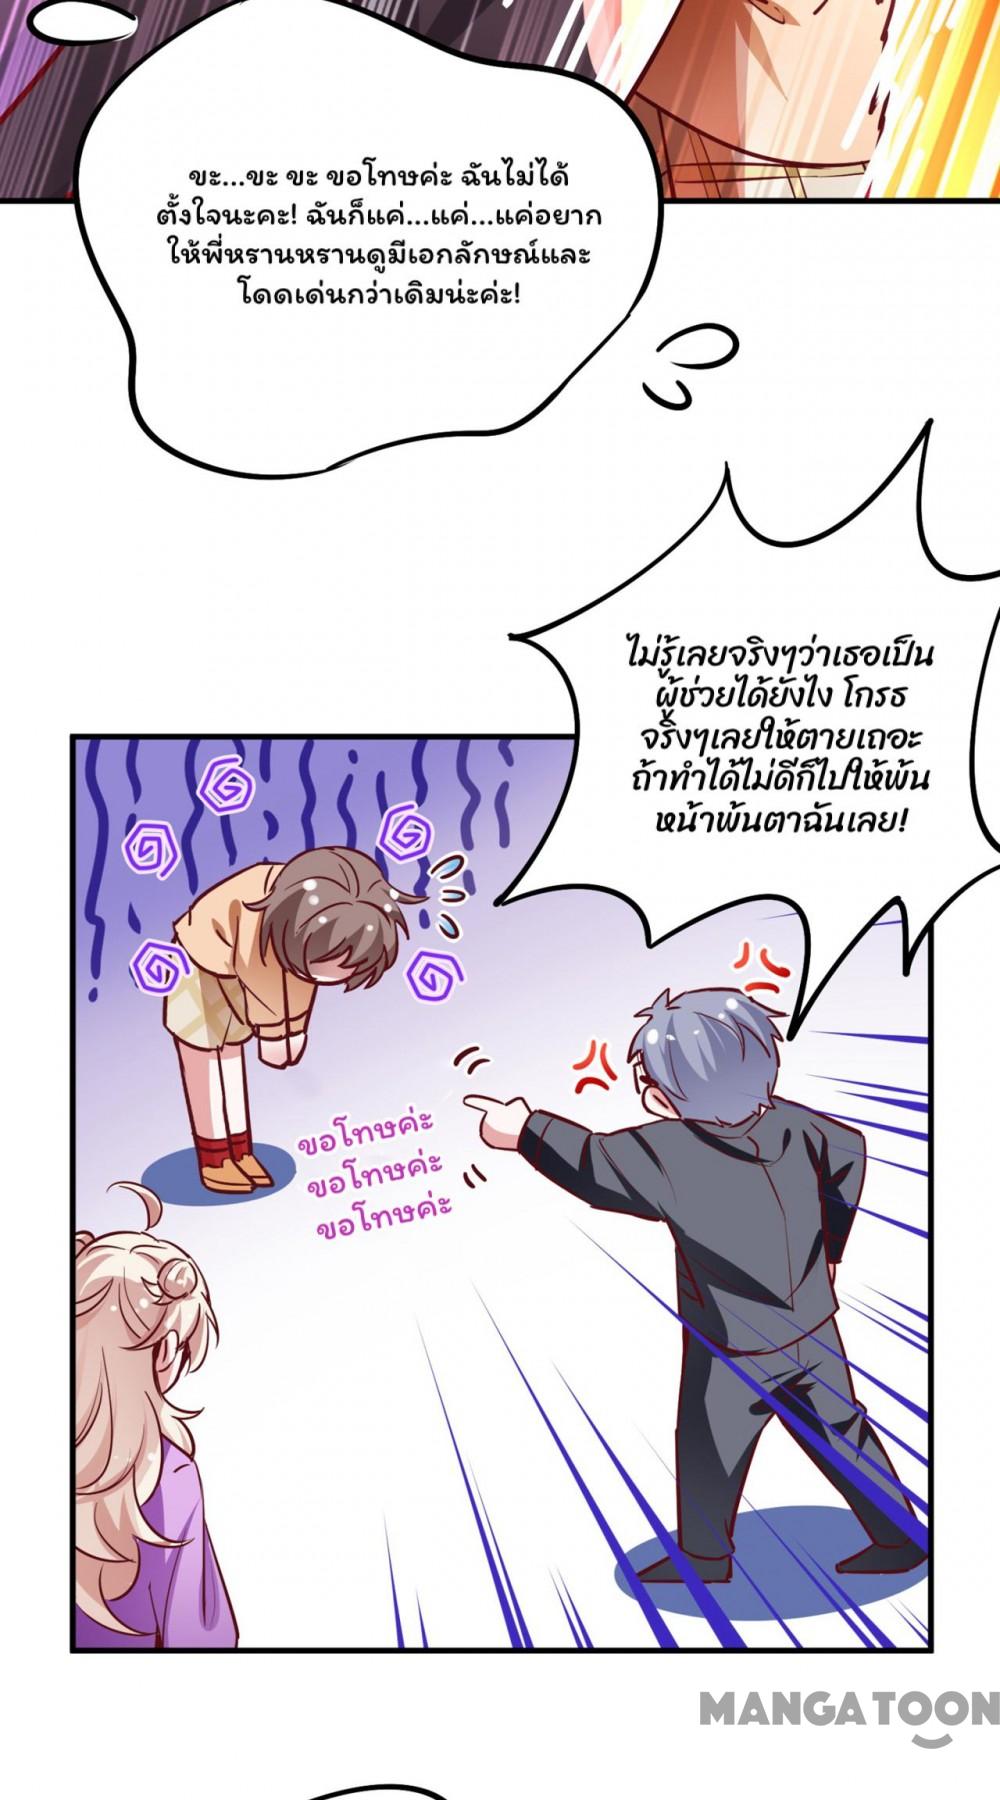 ขะ...ขะ ขะ ขอโทษค่ะ ฉันไม่ได้
ตั้งใจนะคะ! ฉันก็แค่...แค่...แค่อยาก
ให้พี่หรานหรานดูมีเอกลักษณ์และ
โดดเด่นกว่าเดิมน่ะค่ะ!
ไม่รู้เลยจริงๆว่าเธอเป็น
ผู้ช่วยได้ยังไง โกรธ
จริงๆเลยให้ตายเถอะ
ถ้าทำได้ไม่ดีก็ไปให้พ้น
หน้าพ้นตาฉันเลย!
ขอโทษค่ะ
ขอโทษค่ะ
ขอโทษค่ะ
MANGATOON